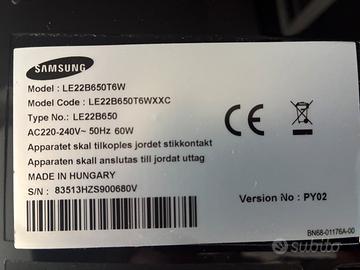 SAMSUNG
Model : LE22B650T6W
Model Code : LE22B650T6WXXC
Type No.: LE22B650
AC220-240V~ 50Hz 60W
Apparatet skal tilkoples jordet stikkontakt
Apparaten skall anslutas till jordat uttag
MADE IN HUNGARY
S/N : 83513HZS900680V
Version No : PY02
BN68-01176A-00
subito